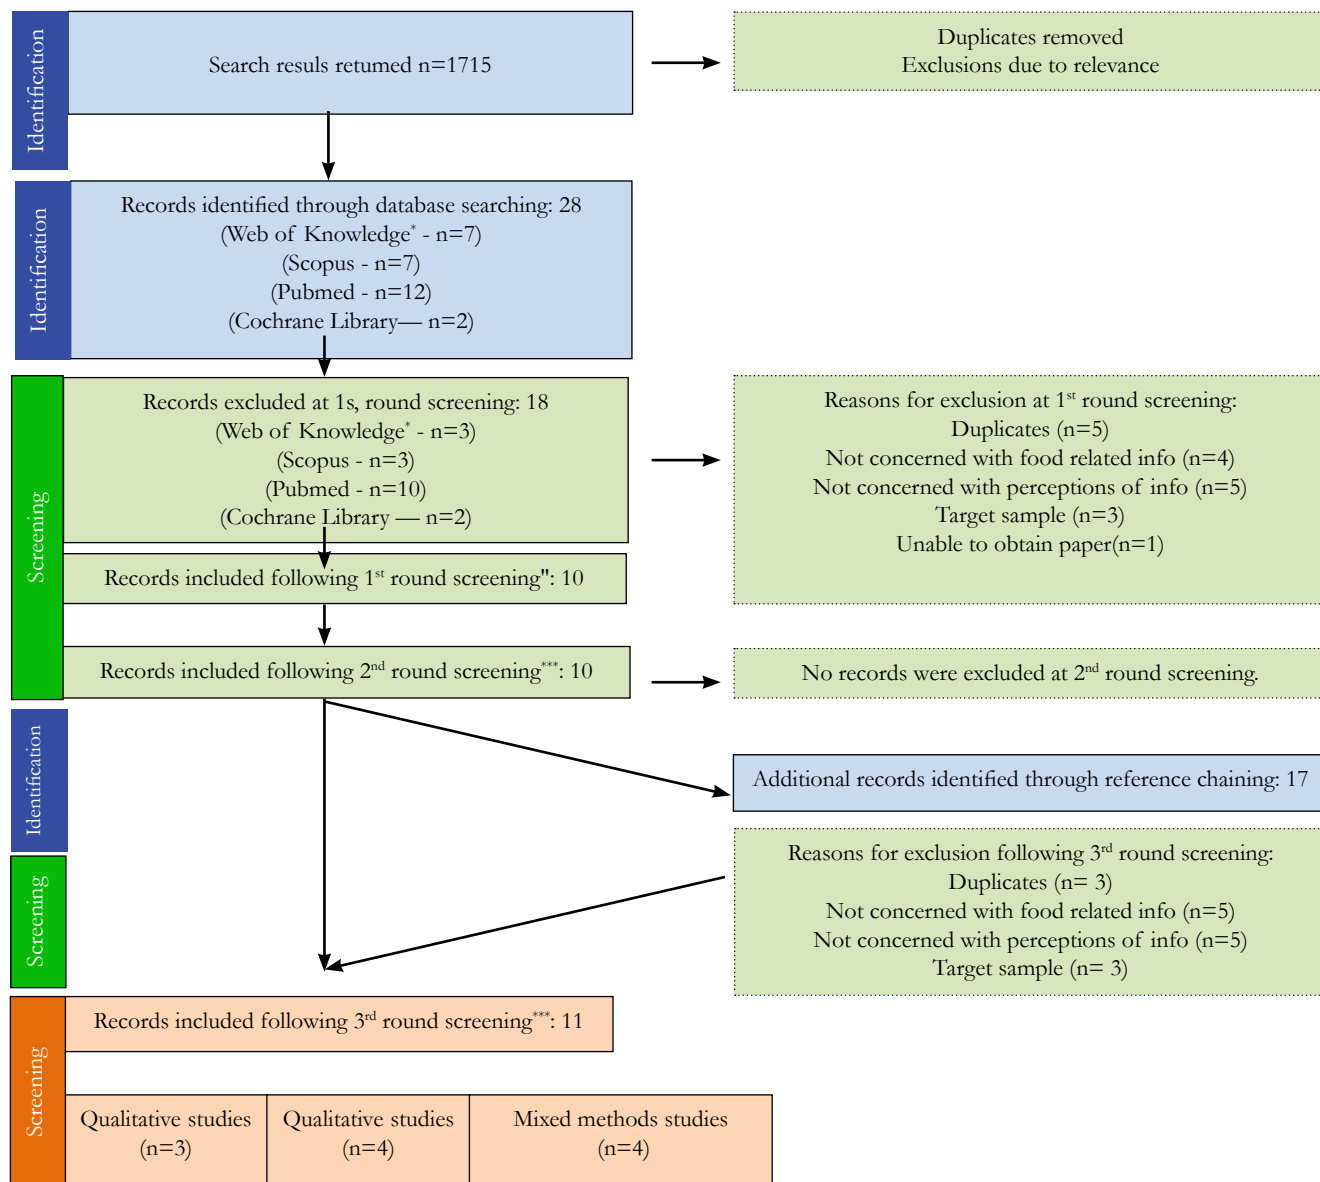 Identification
Search resuls retumed n=1715
Duplicates removed
Exclusions due to relevance
Identification
Records identified through database searching: 28
(Web of Knowledge* - n=7)
(Scopus - n=7)
(Pubmed - n=12)
(Cochrane Library— n=2)
Screening
Records excluded at 1s, round screening: 18
(Web of Knowledge* - n=3)
(Scopus - n=3)
(Pubmed - n=10)
(Cochrane Library — n=2)
Reasons for exclusion at 1st round screening:
Duplicates (n=5)
Not concerned with food related info (n=4)
Not concerned with perceptions of info (n=5)
Target sample (n=3)
Unable to obtain paper(n=1)
Records included following 1st round screening": 10
Records included following 2nd round screening***: 10
No records were excluded at 2nd round screening.
Identification
Additional records identified through reference chaining: 17
Screening
Reasons for exclusion following 3rd round screening:
Duplicates (n= 3)
Not concerned with food related info (n=5)
Not concerned with perceptions of info (n=5)
Target sample (n= 3)
Screening
Records included following 3rd round screening***: 11
Qualitative studies
(n=3)
Qualitative studies
(n=4)
Mixed methods studies
(n=4)